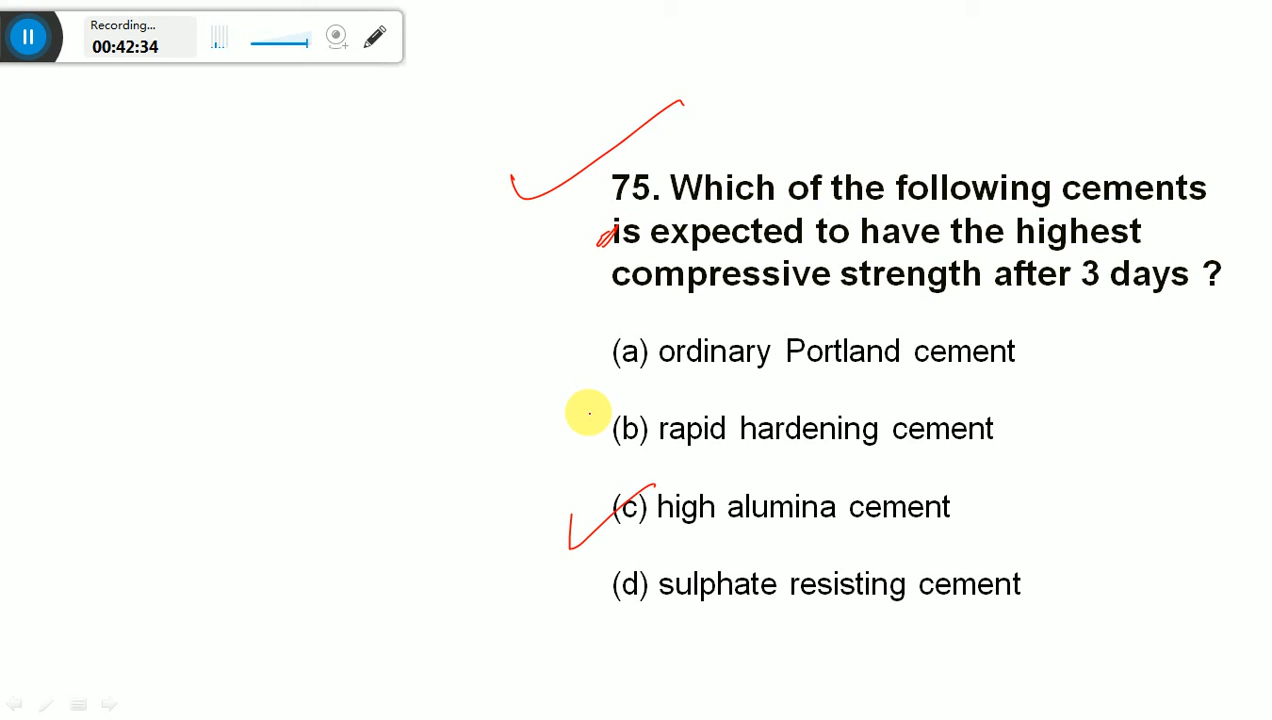 Recording...
00:42:34
75. Which of the following cements
is expected to have the highest
compressive strength after 3 days ?
(a) ordinary Portland cement
(b) rapid hardening cement
(c) high alumina cement
(d) sulphate resisting cement